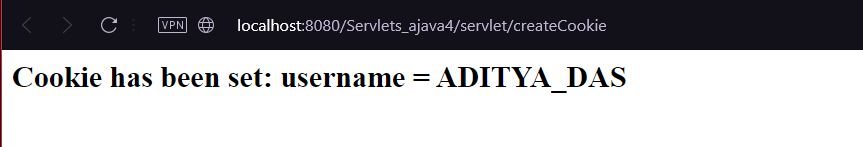 VPN localhost:8080/Servlets_ajava4/servlet/createCookie
Cookie has been set: username = ADITYA_DAS